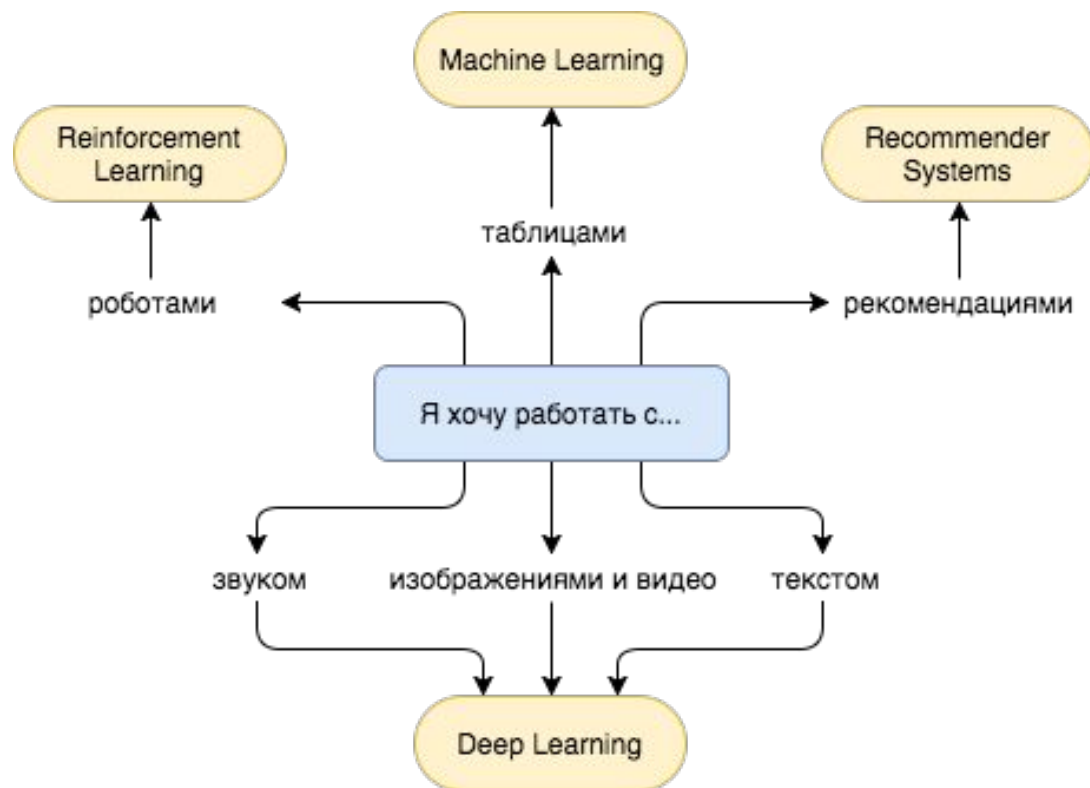 Machine Learning
Reinforcement
Learning
Recommender
Systems
таблицами
роботами
рекомендациями
Я хочу работать с...
звуком
изображениями и видео
текстом
Deep Learning